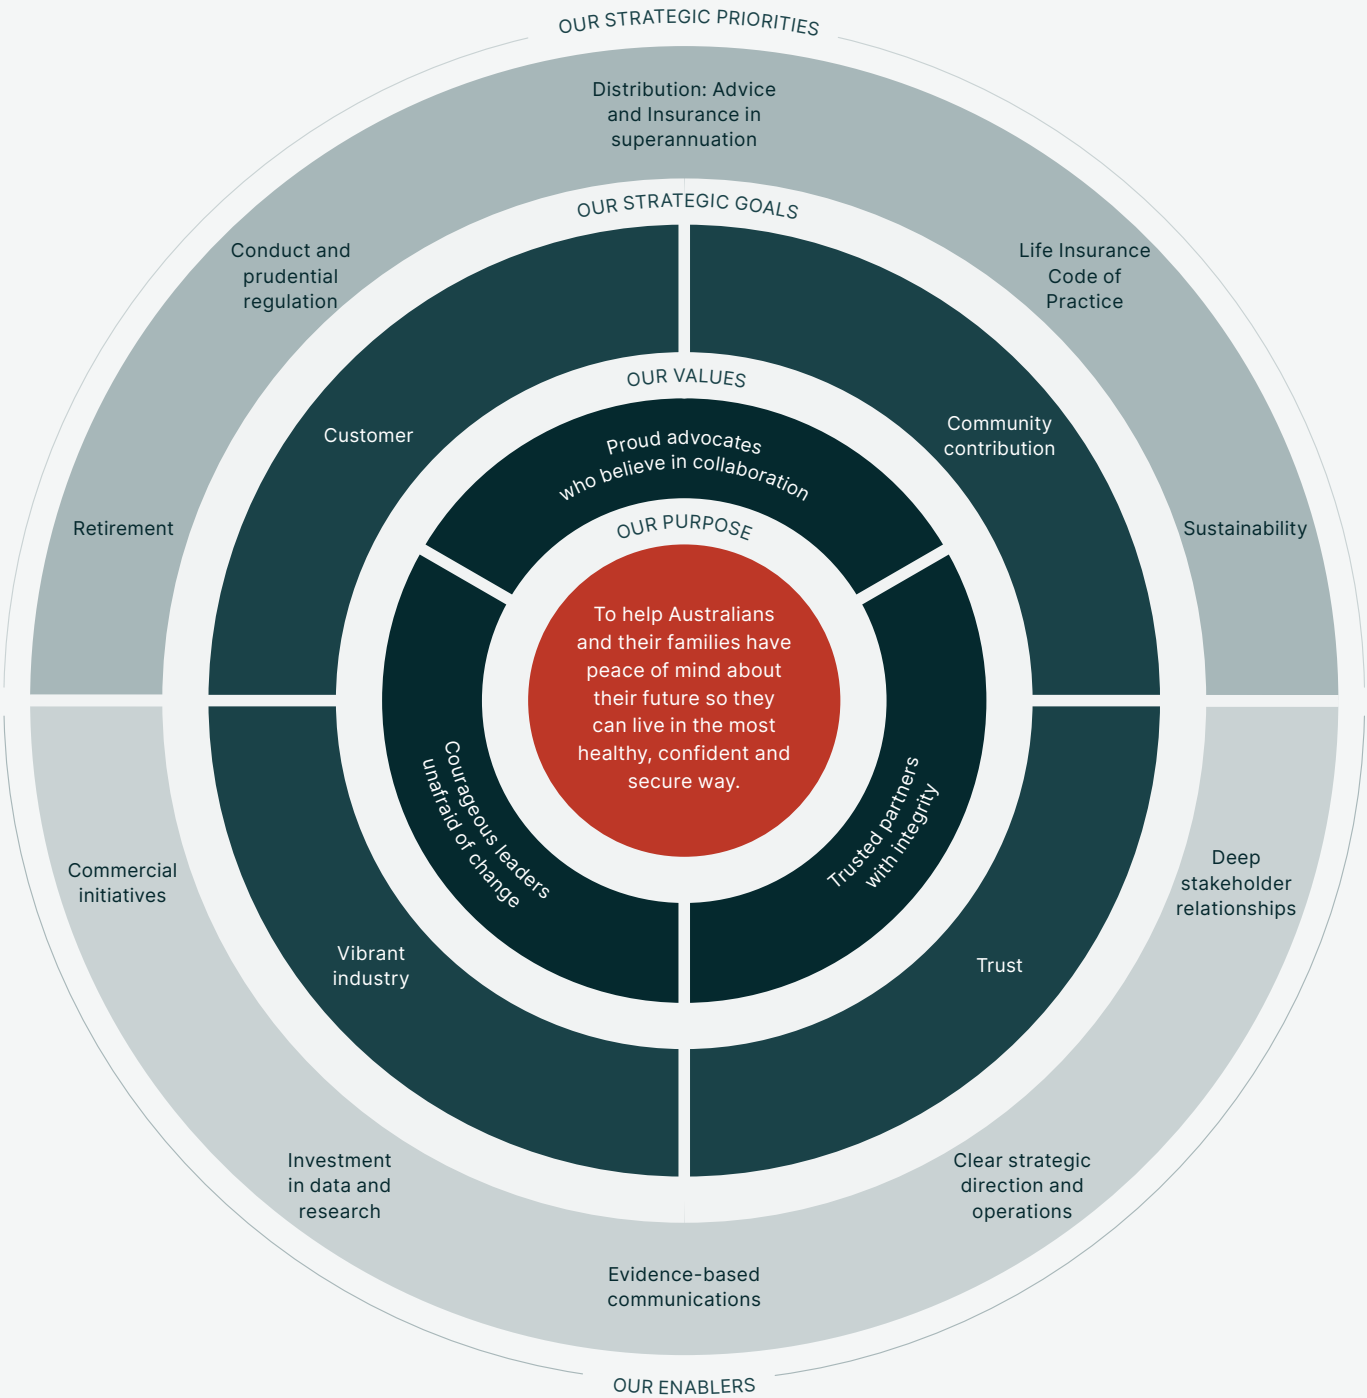 OUR STRATEGIC PRIORITIES
Distribution: Advice
and Insurance in
superannuation
Conduct and
prudential
regulation
Life Insurance
Code of
Practice
Retirement
Sustainability
OUR STRATEGIC GOALS
Customer
Community
contribution
Vibrant
industry
Trust
OUR VALUES
Proud advocates
who believe in collaboration
Courageous leaders
unafraid of change
Trusted partners
with integrity
OUR PURPOSE
To help Australians
and their families have
peace of mind about
their future so they
can live in the most
healthy, confident and
secure way.
Commercial
initiatives
Deep
stakeholder
relationships
Investment
in data and
research
Clear strategic
direction and
operations
Evidence-based
communications
OUR ENABLERS